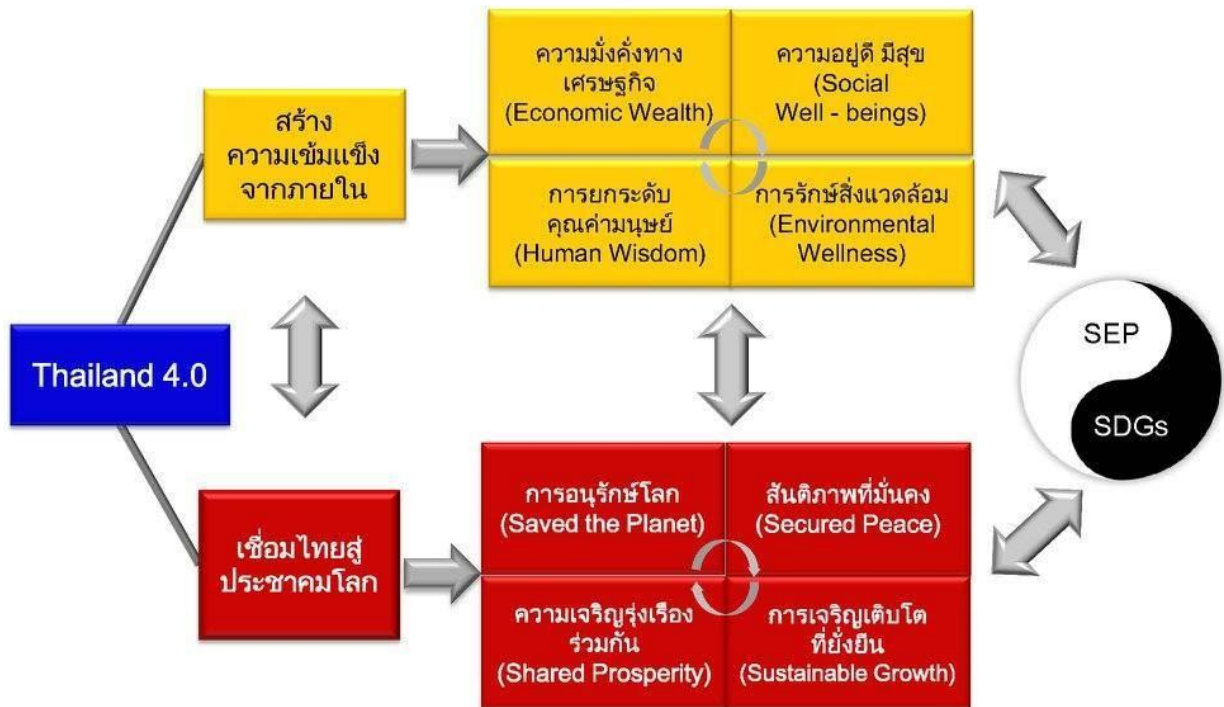 ความมั่งคั่งทาง
เศรษฐกิจ
(Economic Wealth)
ความอยู่ดี มีสุข
(Social
Well - beings)
สร้าง
ความเข้มแข็ง
จากภายใน
การยกระดับ
คุณค่ามนุษย์
(Human Wisdom)
การรักษ์สิ่งแวดล้อม
(Environmental
Wellness)
Thailand 4.0
SEP
SDGs
การอนุรักษ์โลก
(Saved the Planet)
สันติภาพที่มั่นคง
(Secured Peace)
เชื่อมไทยสู่
ประชาคมโลก
ความเจริญรุ่งเรือง
ร่วมกัน
(Shared Prosperity)
การเจริญเติบโต
ที่ยั่งยืน
(Sustainable Growth)